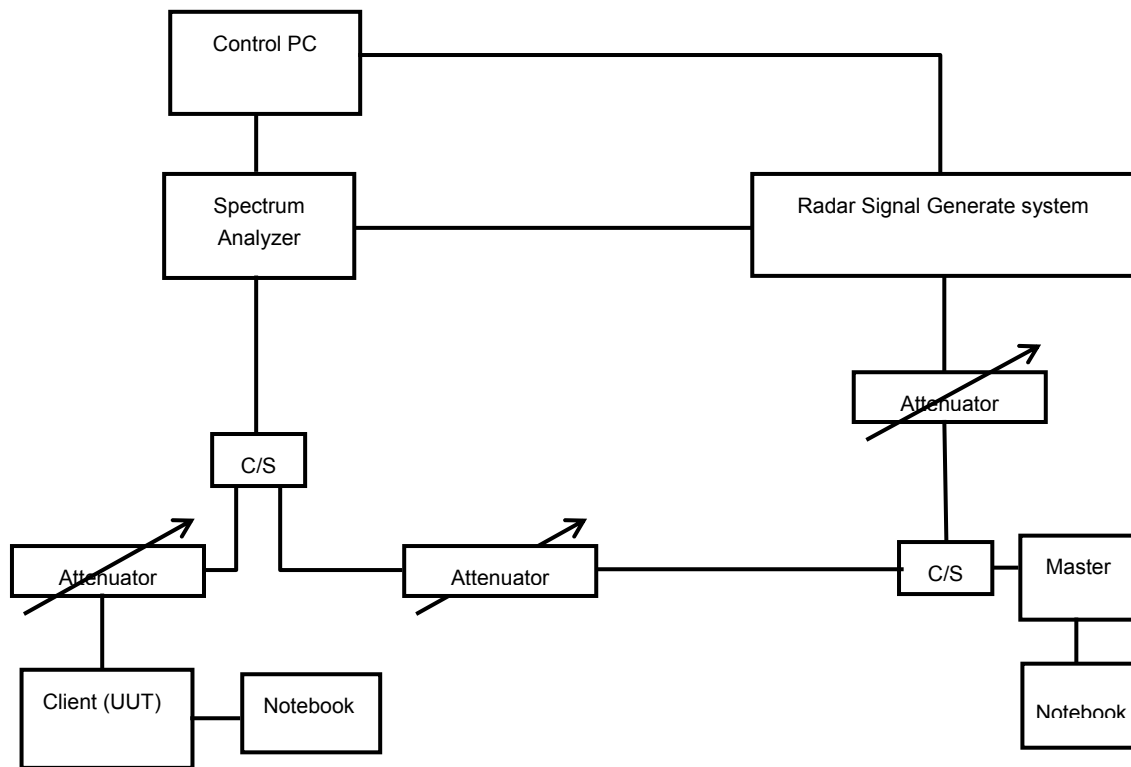 Control PC
Spectrum
Analyzer
Radar Signal Generate system
Attenuator
C/S
Attenuator
Attenuator
C/S
Master
Client (UUT)
Notebook
Notebook